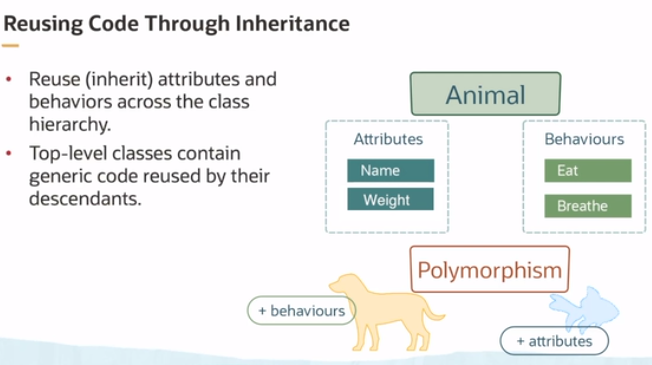 Reusing Code Through Inheritance
• Reuse (inherit) attributes and
behaviors across the class
hierarchy.
• Top-level classes contain
generic code reused by their
descendants.
Animal
Attributes
Name
Weight
Behaviours
Eat
Breathe
Polymorphism
+ behaviours
+ attributes